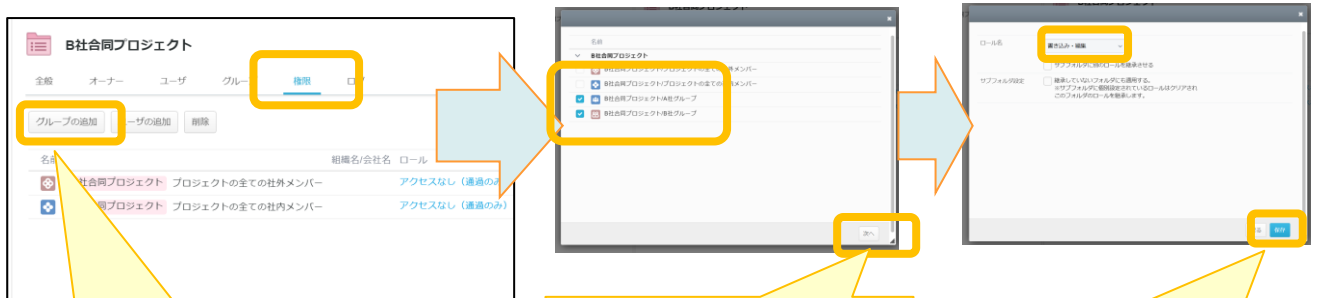 B社合同プロジェクト
全般
オーナー
ユーザ
グルー
権限
ロ
グループの追加
ーザの追加
削除
名前
組織名/会社名
ロール
社合同プロジェクト プロジェクトの全ての社外メンバー
アクセスなし（通過のみ
同プロジェクト プロジェクトの全ての社内メンバー
アクセスなし（通過のみ）
名前
B社合同プロジェクト
B社合同プロジェクト/プロジェクトの全ての社外メンバー
B社合同プロジェクト/プロジェクトの全ての社内メンバー
B社合同プロジェクト/A社グループ
B社合同プロジェクト/B社グループ
次へ
ロール名
書き込み・編集
サブフォルダに別のロールを継承させる
サブフォルダ設定
継承していないフォルダにも適用する。
※サブフォルダに個別設定されているロールはクリアされ
このフォルダのロールを継承します。
保存